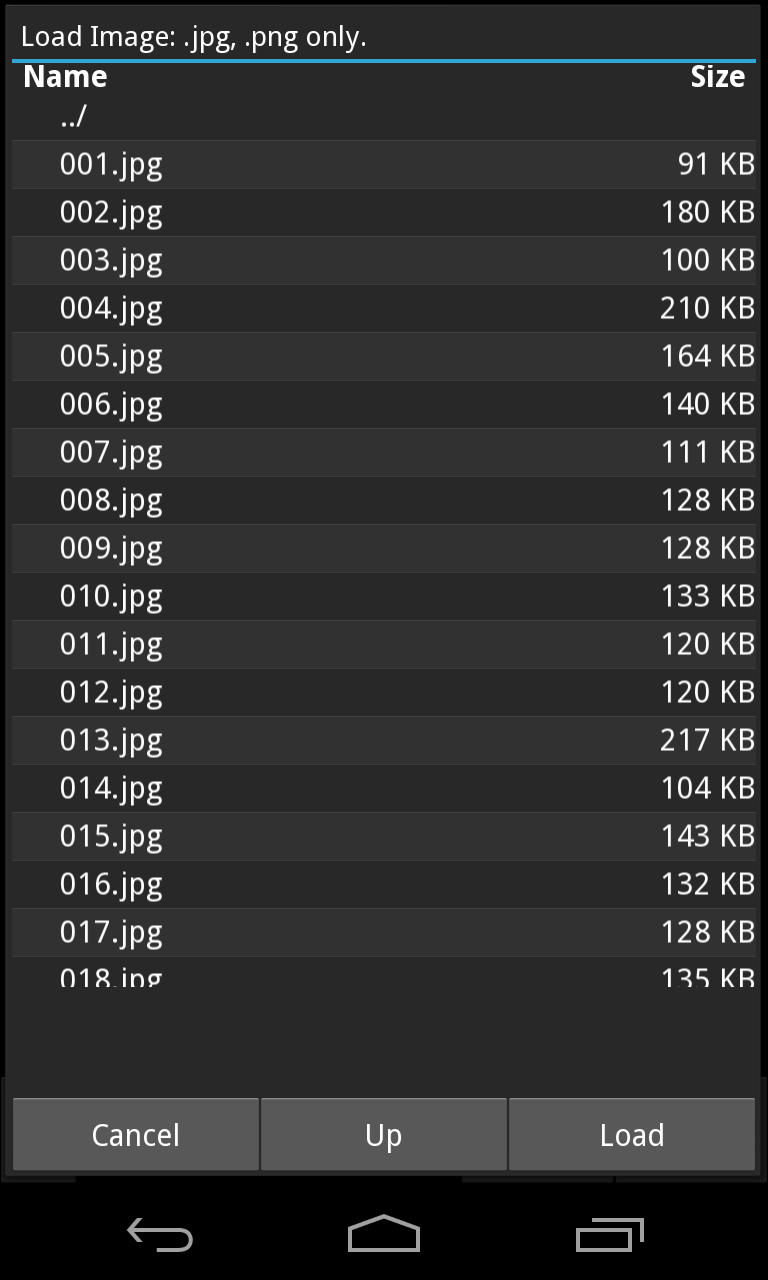 Load Image: .jpg, .png only.
Name Size
../
001.jpg 91 KB
002.jpg 180 KB
003.jpg 100 KB
004.jpg 210 KB
005.jpg 164 KB
006.jpg 140 KB
007.jpg 111 KB
008.jpg 128 KB
009.jpg 128 KB
010.jpg 133 KB
011.jpg 120 KB
012.jpg 120 KB
013.jpg 217 KB
014.jpg 104 KB
015.jpg 143 KB
016.jpg 132 KB
017.jpg 128 KB
018.jpg 135 KB
Cancel Up Load